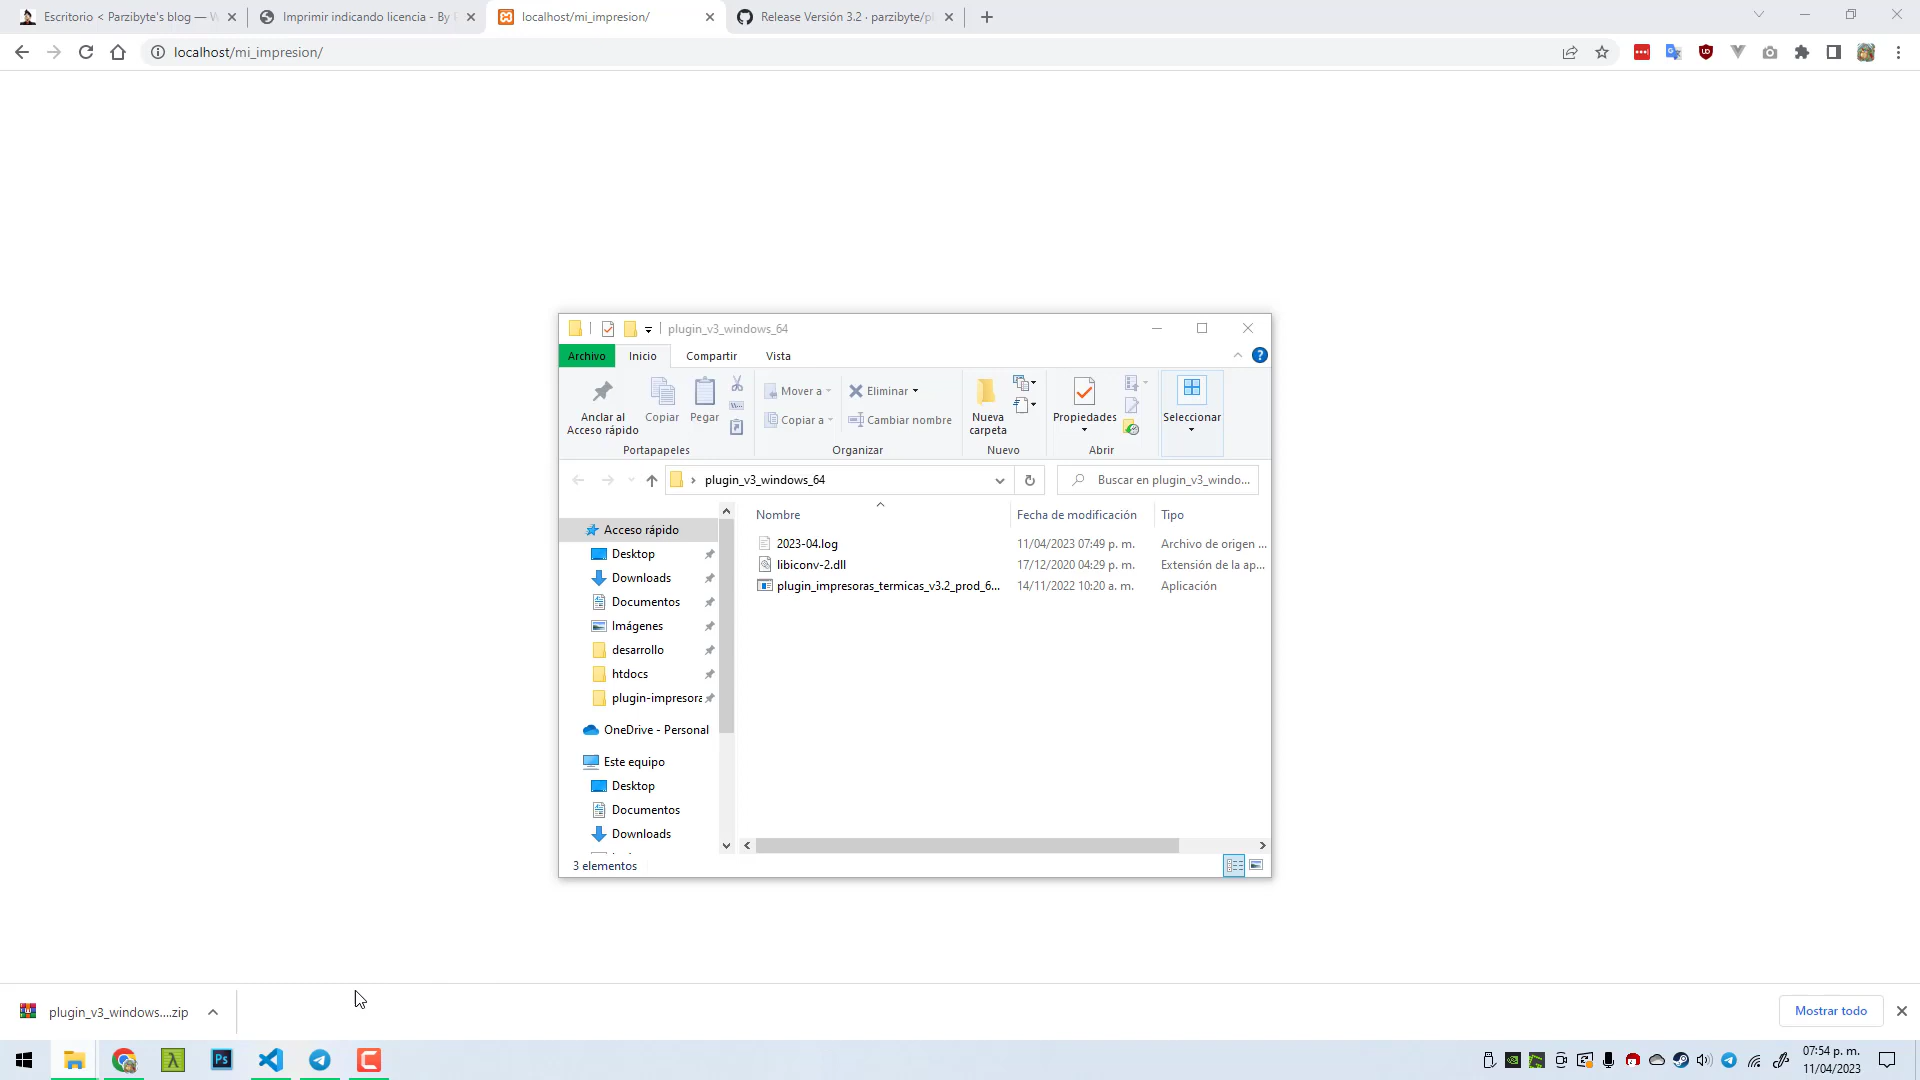 Escritorio < Parzibyte's blog —
Imprimir indicando licencia - By
localhost/mi_impresion/
Release Versión 3.2 · parzibyte/pl
localhost/mi_impresion/
plugin_v3_windows_64
Archivo
Inicio
Compartir
Vista
Anclar al
Acceso rápido
Copiar
Pegar
Mover a
Copiar a
Eliminar
Cambiar nombre
Nueva
carpeta
Propiedades
Seleccionar
Portapapeles
Organizar
Nuevo
Abrir
plugin_v3_windows_64
Buscar en plugin_v3_windo...
Nombre
Fecha de modificación
Tipo
2023-04.log
11/04/2023 07:49 p. m.
Archivo de origen ...
libiconv-2.dll
17/12/2020 04:29 p. m.
Extensión de la ap...
plugin_impresoras_termicas_v3.2_prod_6...
14/11/2022 10:20 a. m.
Aplicación
Acceso rápido
Desktop
Downloads
Documentos
Imágenes
desarrollo
htdocs
plugin-impresora
OneDrive - Personal
Este equipo
Desktop
Documentos
Downloads
3 elementos
plugin_v3_windows....zip
Mostrar todo
Ps
07:54 p. m.
11/04/2023